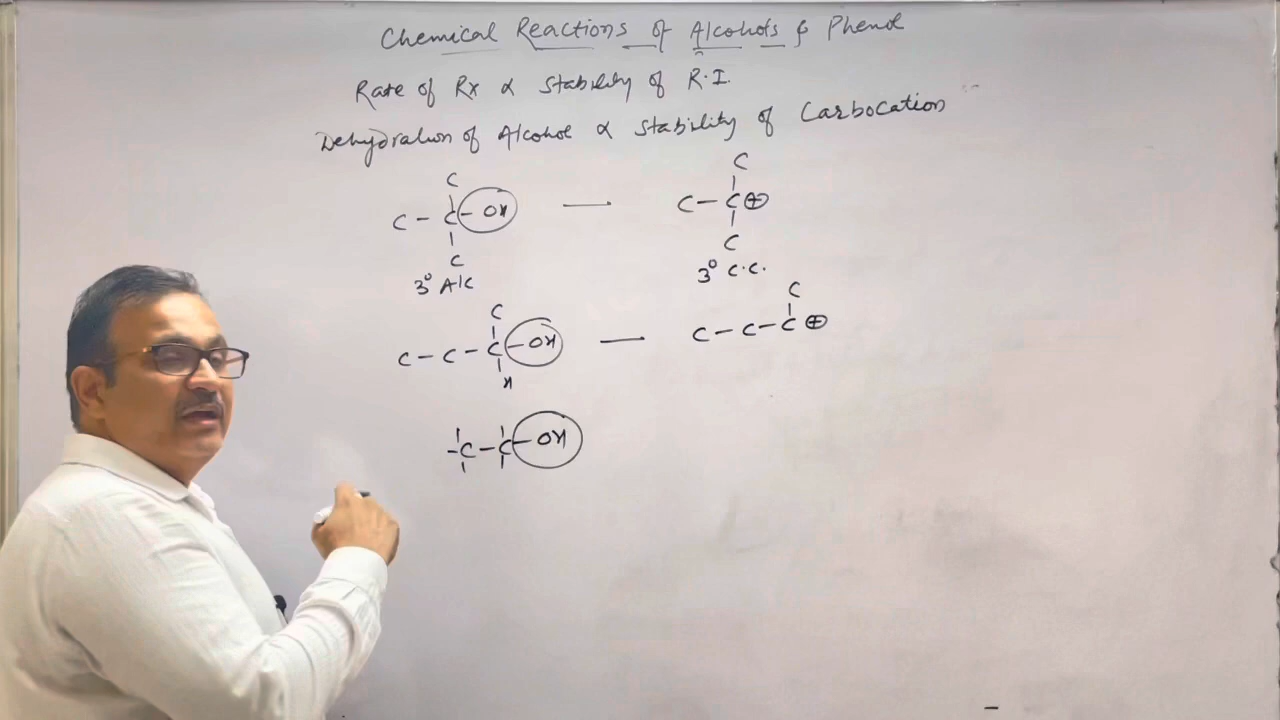 Chemical Reactions of Alcohols & Phenol
Rate of Rx ∝ Stability of R.I.
Dehydration of Alcohol ∝ Stability of Carbocation
C C
C - C - OH — C - C ⊕
C C
3° Alc 3° C.C.
C C
C - C - C - OH — C - C - C ⊕
H
- C - C - OH